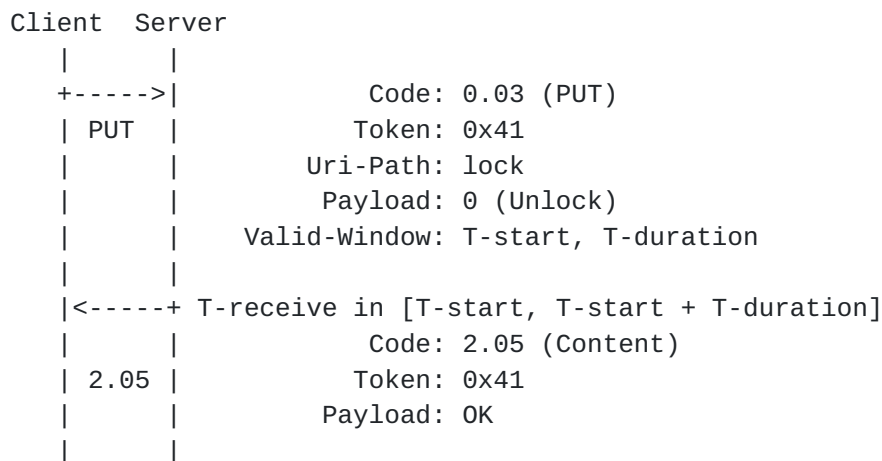 Client  Server
   |      |
   +----->|            Code: 0.03 (PUT)
   | PUT  |           Token: 0x41
   |      |        Uri-Path: lock
   |      |         Payload: 0 (Unlock)
   |      |    Valid-Window: T-start, T-duration
   |      |
   |<-----+ T-receive in [T-start, T-start + T-duration]
   |      |            Code: 2.05 (Content)
   | 2.05 |           Token: 0x41
   |      |         Payload: OK
   |      |